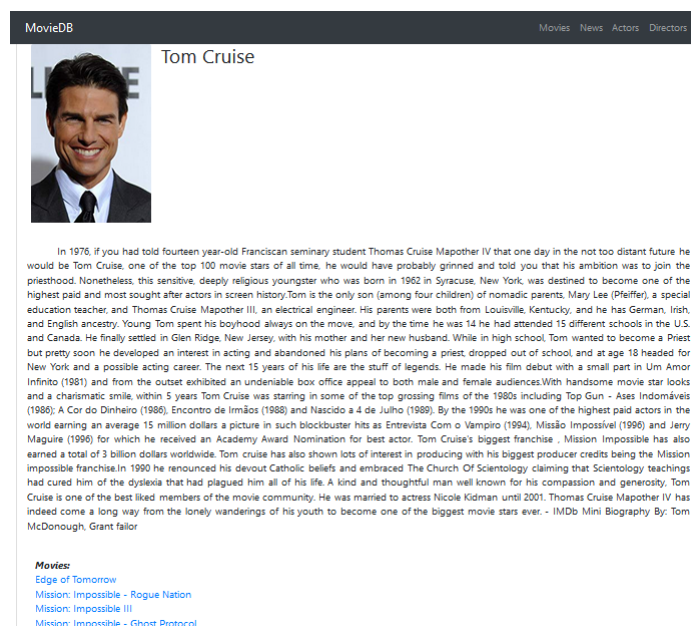 MovieDB
Movies News Actors Directors
Tom Cruise
In 1976, if you had told fourteen year-old Franciscan seminary student Thomas Cruise Mapother IV that one day in the not too distant future he
would be Tom Cruise, one of the top 100 movie stars of all time, he would have probably grinned and told you that his ambition was to join the
priesthood. Nonetheless, this sensitive, deeply religious youngster who was born in 1962 in Syracuse, New York, was destined to become one of the
highest paid and most sought after actors in screen history.Tom is the only son (among four children) of nomadic parents, Mary Lee (Pfeiffer), a special
education teacher, and Thomas Cruise Mapother III, an electrical engineer. His parents were both from Louisville, Kentucky, and he has German, Irish,
and English ancestry. Young Tom spent his boyhood always on the move, and by the time he was 14 he had attended 15 different schools in the U.S.
and Canada. He finally settled in Glen Ridge, New Jersey, with his mother and her new husband. While in high school, Tom wanted to become a Priest
but pretty soon he developed an interest in acting and abandoned his plans of becoming a priest, dropped out of school, and at age 18 headed for
New York and a possible acting career. The next 15 years of his life are the stuff of legends. He made his film debut with a small part in Um Amor
Infinito (1981) and from the outset exhibited an undeniable box office appeal to both male and female audiences.With handsome movie star looks
and a charismatic smile, within 5 years Tom Cruise was starring in some of the top grossing films of the 1980s including Top Gun - Ases Indomáveis
(1986); A Cor do Dinheiro (1986), Encontro de Irmãos (1988) and Nascido a 4 de Julho (1989). By the 1990s he was one of the highest paid actors in the
world earning an average 15 million dollars a picture in such blockbuster hits as Entrevista Com o Vampiro (1994), Missão Impossível (1996) and Jerry
Maguire (1996) for which he received an Academy Award Nomination for best actor. Tom Cruise's biggest franchise , Mission Impossible has also
earned a total of 3 billion dollars worldwide. Tom cruise has also shown lots of interest in producing with his biggest producer credits being the Mission
impossible franchise.In 1990 he renounced his devout Catholic beliefs and embraced The Church Of Scientology claiming that Scientology teachings
had cured him of the dyslexia that had plagued him all of his life. A kind and thoughtful man well known for his compassion and generosity, Tom
Cruise is one of the best liked members of the movie community. He was married to actress Nicole Kidman until 2001. Thomas Cruise Mapother IV has
indeed come a long way from the lonely wanderings of his youth to become one of the biggest movie stars ever. - IMDb Mini Biography By: Tom
McDonough, Grant failor
Movies:
Edge of Tomorrow
Mission: Impossible - Rogue Nation
Mission: Impossible III
Mission: Impossible - Ghost Protocol